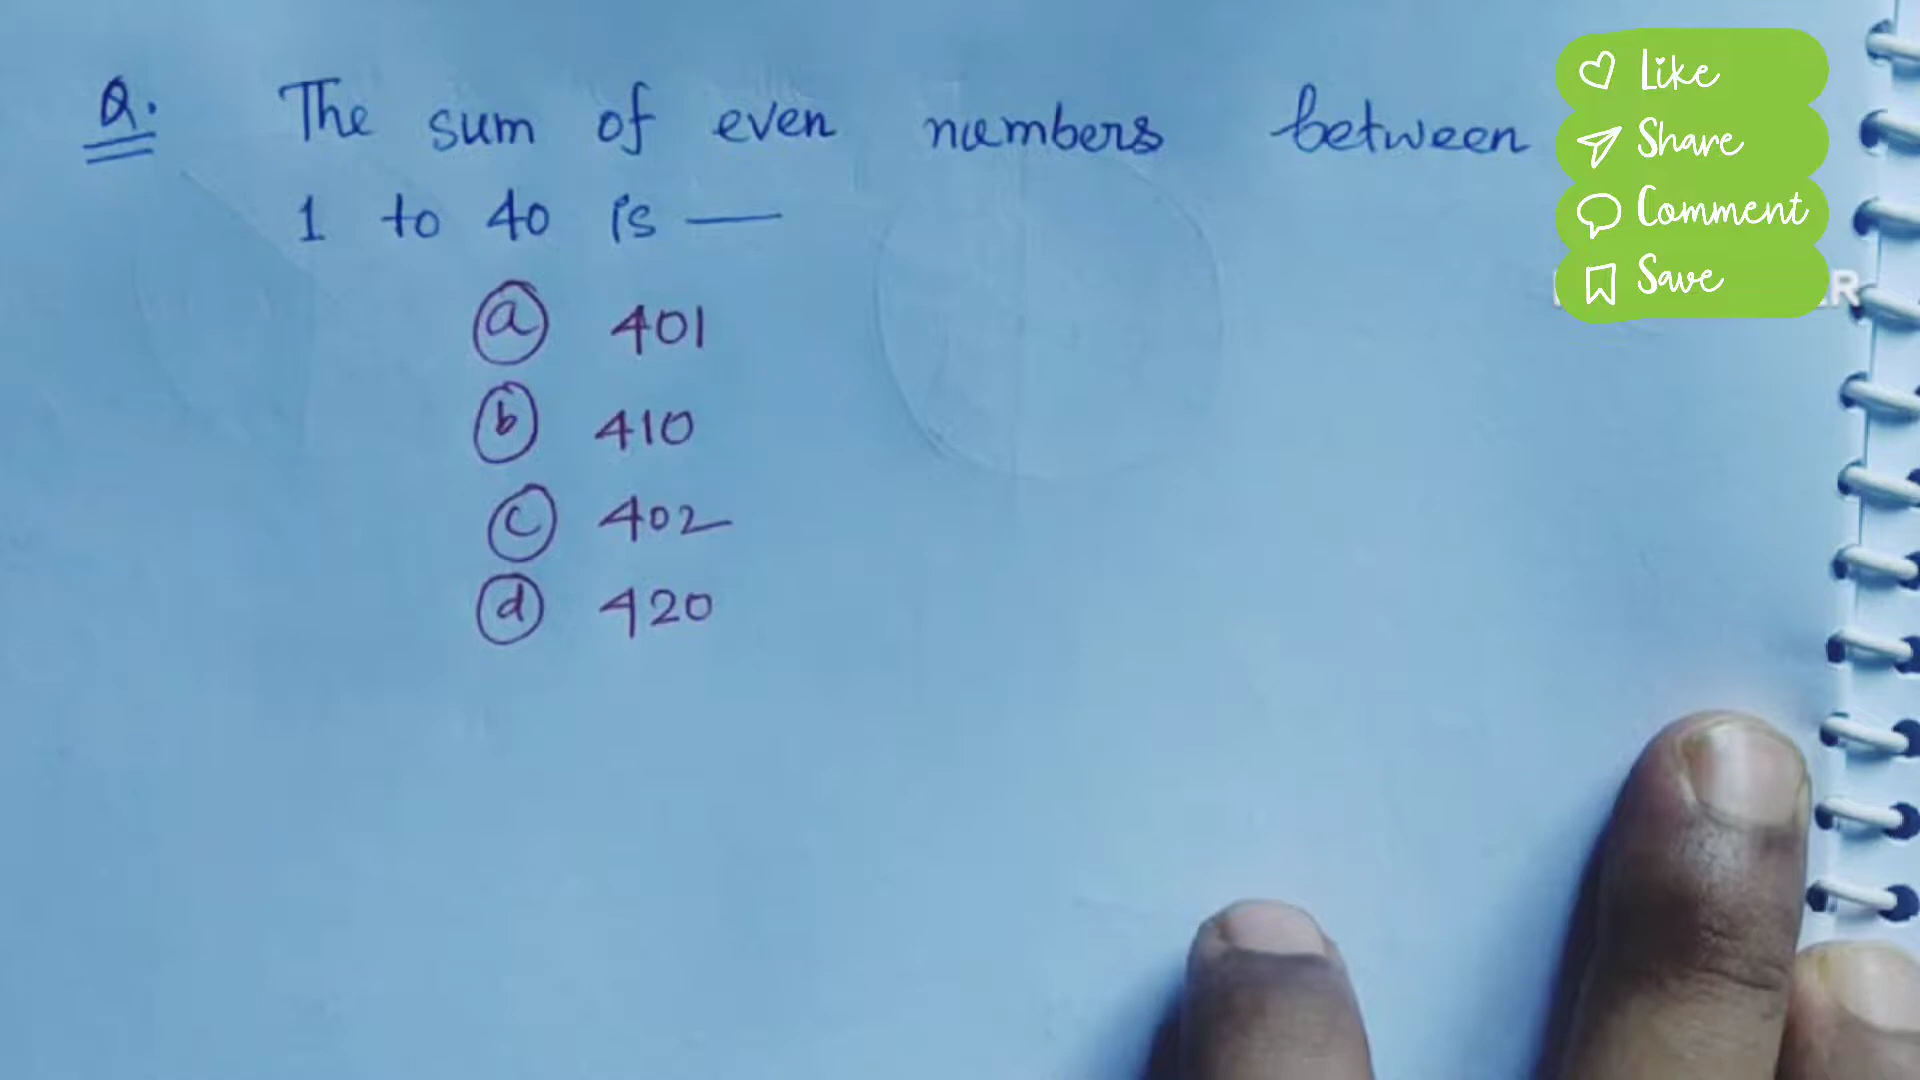 Q. The sum of even numbers between
1 to 40 is —
a 401
b 410
c 402
d 420
Like
Share
Comment
Save